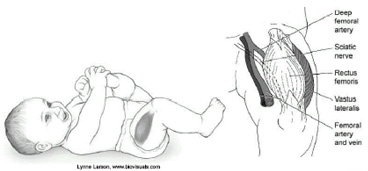 Deep
femoral
artery
Sciatic
nerve
Rectus
femoris
Vastus
lateralis
Femoral
artery
and vein
Lynne Larson, www.biovisuals.com